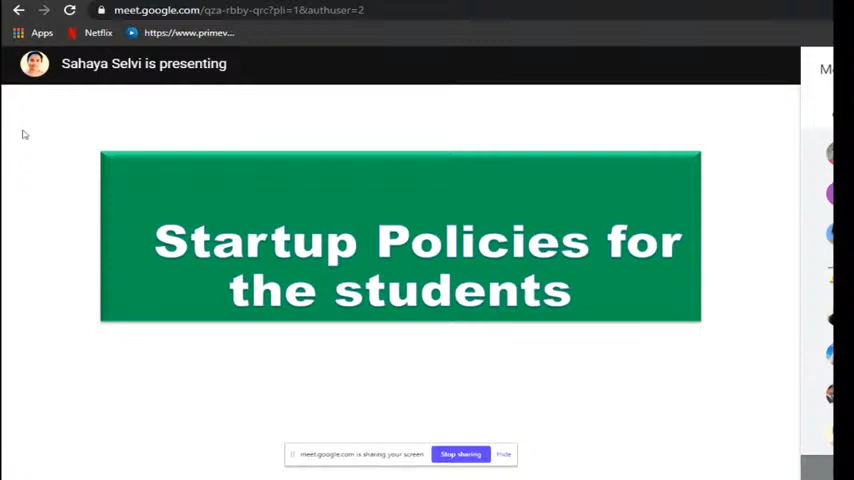 meet.google.com/qza-rbby-qrc?pli=1&authuser=2
Apps Netflix https://www.primev...
Sahaya Selvi is presenting
Startup Policies for
the students
meet.google.com is sharing your screen Stop sharing Hide